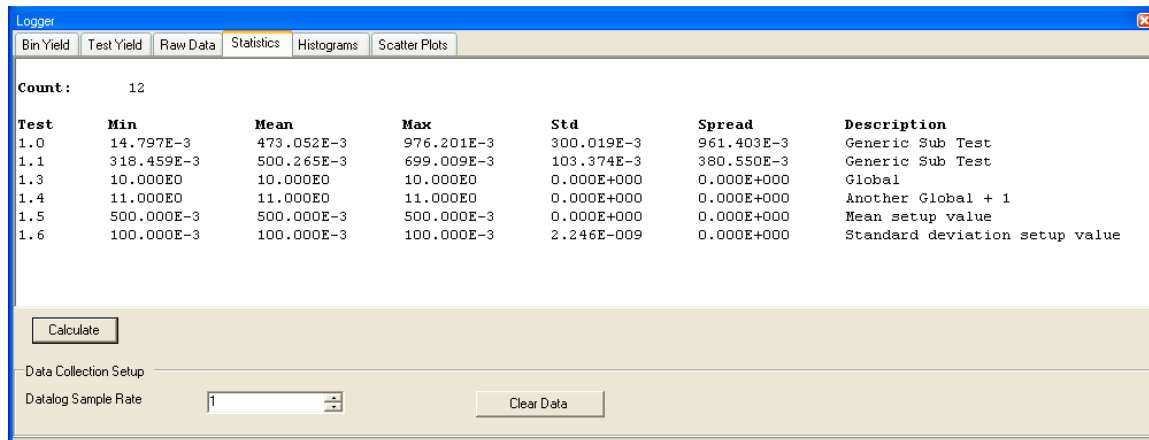 Logger
Bin Yield Test Yield Raw Data Statistics Histograms Scatter Plots
Count: 12
Test Min Mean Max Std Spread Description
1.0 14.797E-3 473.052E-3 976.201E-3 300.019E-3 961.403E-3 Generic Sub Test
1.1 318.459E-3 500.265E-3 699.009E-3 103.374E-3 380.550E-3 Generic Sub Test
1.3 10.000E0 10.000E0 10.000E0 0.000E+000 0.000E+000 Global
1.4 11.000E0 11.000E0 11.000E0 0.000E+000 0.000E+000 Another Global + 1
1.5 500.000E-3 500.000E-3 500.000E-3 0.000E+000 0.000E+000 Mean setup value
1.6 100.000E-3 100.000E-3 100.000E-3 2.246E-009 0.000E+000 Standard deviation setup value
Calculate
Data Collection Setup
Datalog Sample Rate 1 Clear Data